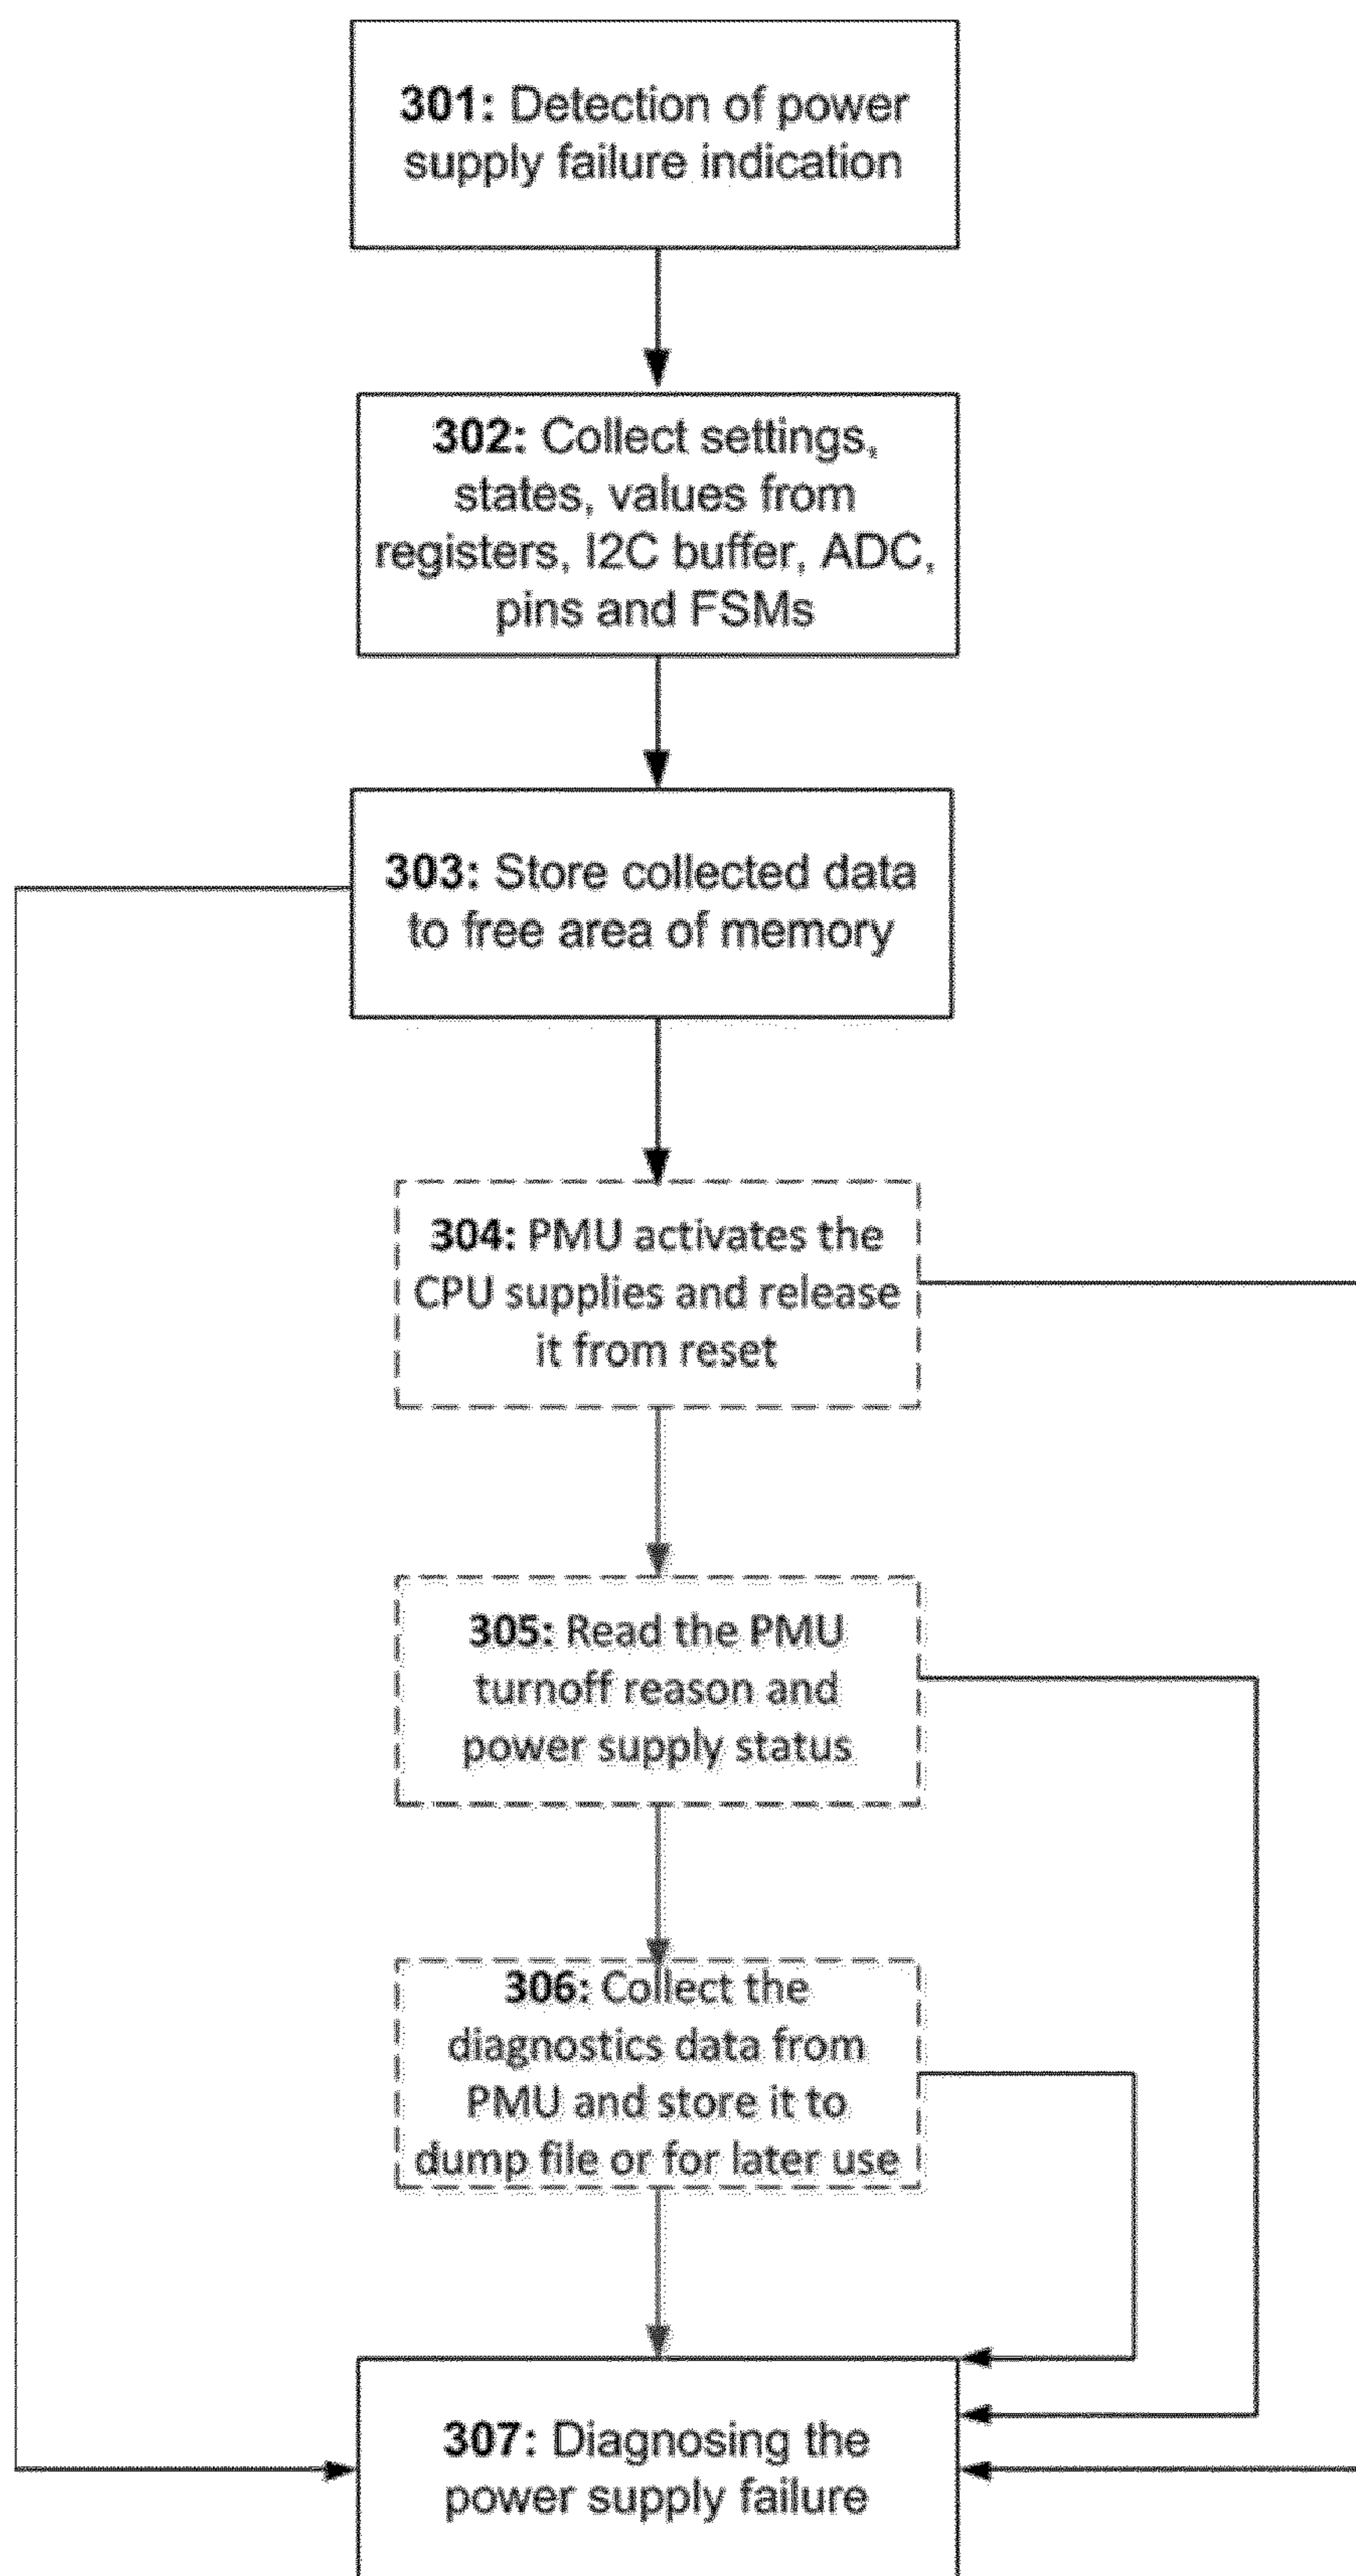 301: Detection of power
supply failure indication
302: Collect settings,
states, values from
registers, I2C buffer, ADC,
pins and FSMs
303: Store collected data
to free area of memory
304: PMU activates the
CPU supplies and release
it from reset
305: Read the PMU
turnoff reason and
power supply status
306: Collect the
diagnostics data from
PMU and store it to
dump file or for later use
307: Diagnosing the
power supply failure